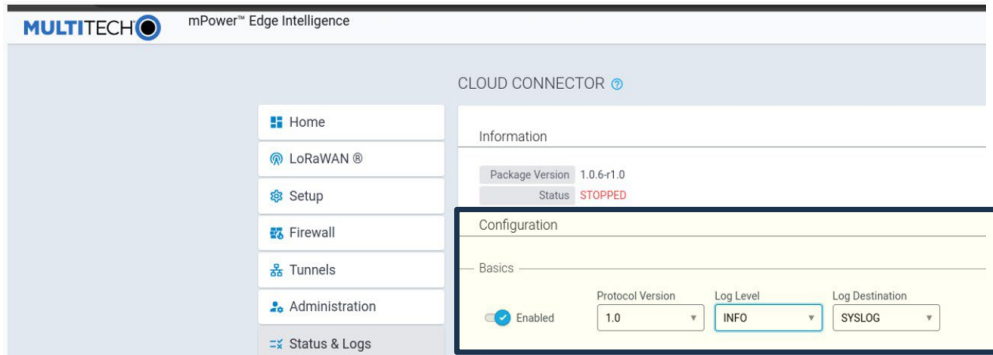 MULTITECH mPower™ Edge Intelligence
CLOUD CONNECTOR ?
Home
LoRaWAN ®
Setup
Firewall
Tunnels
Administration
Status & Logs
Information
Package Version 1.0.6-r1.0
Status STOPPED
Configuration
Basics
Enabled
Protocol Version
1.0
Log Level
INFO
Log Destination
SYSLOG